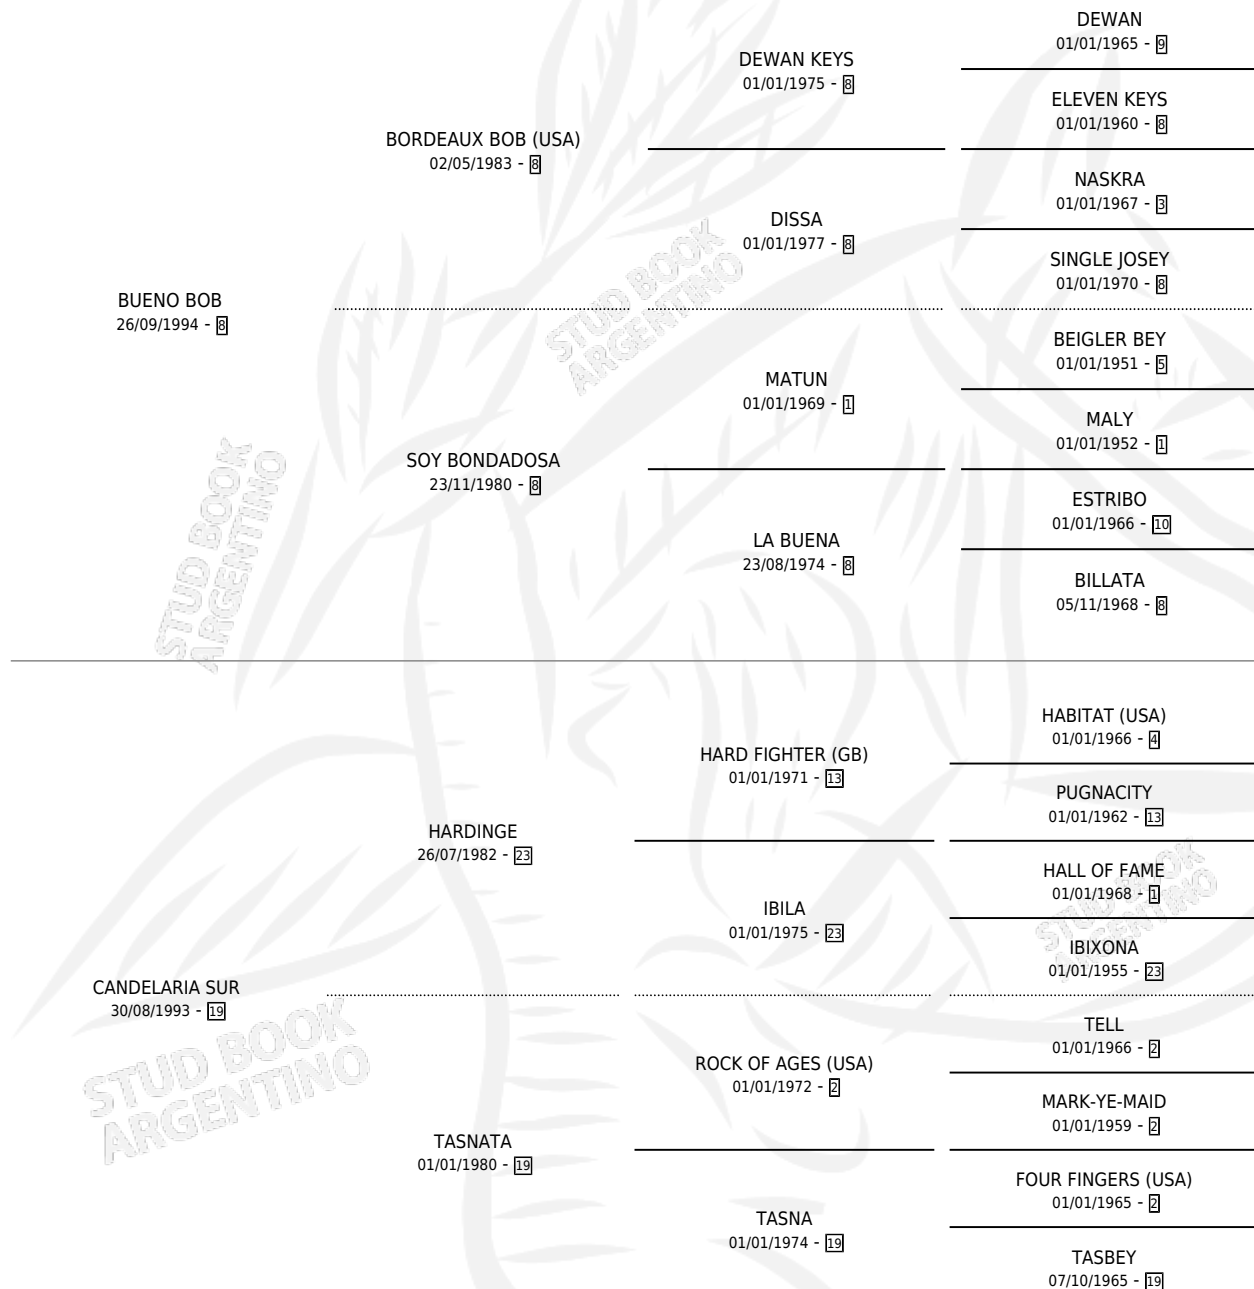 DEWAN
01/01/1965 - 9
DEWAN KEYS
01/01/1975 - 8
ELEVEN KEYS
01/01/1960 - 8
BORDEAUX BOB (USA)
02/05/1983 - 8
NASKRA
01/01/1967 - 3
DISSA
01/01/1977 - 8
SINGLE JOSEY
01/01/1970 - 8
BUENO BOB
26/09/1994 - 8
STUD BOOK
ARGENTINO
BEIGLER BEY
01/01/1951 - 5
MATUN
01/01/1969 - 1
MALY
01/01/1952 - 1
SOY BONDADOSA
23/11/1980 - 8
ESTRIBO
01/01/1966 - 10
LA BUENA
23/08/1974 - 8
BILLATA
05/11/1968 - 8
STUD BOOK
ARGENTINO
HABITAT (USA)
01/01/1966 - 4
HARD FIGHTER (GB)
01/01/1971 - 13
PUGNACITY
01/01/1962 - 13
HARDINGE
26/07/1982 - 23
HALL OF FAME
01/01/1968 - 1
IBILA
01/01/1975 - 23
IBIXONA
01/01/1955 - 23
STUD BOOK
ARGENTINO
CANDELARIA SUR
30/08/1993 - 19
TELL
01/01/1966 - 2
ROCK OF AGES (USA)
01/01/1972 - 2
MARK-YE-MAID
01/01/1959 - 2
STUD BOOK
ARGENTINO
TASNATA
01/01/1980 - 19
FOUR FINGERS (USA)
01/01/1965 - 2
TASNA
01/01/1974 - 19
TASBEY
07/10/1965 - 19